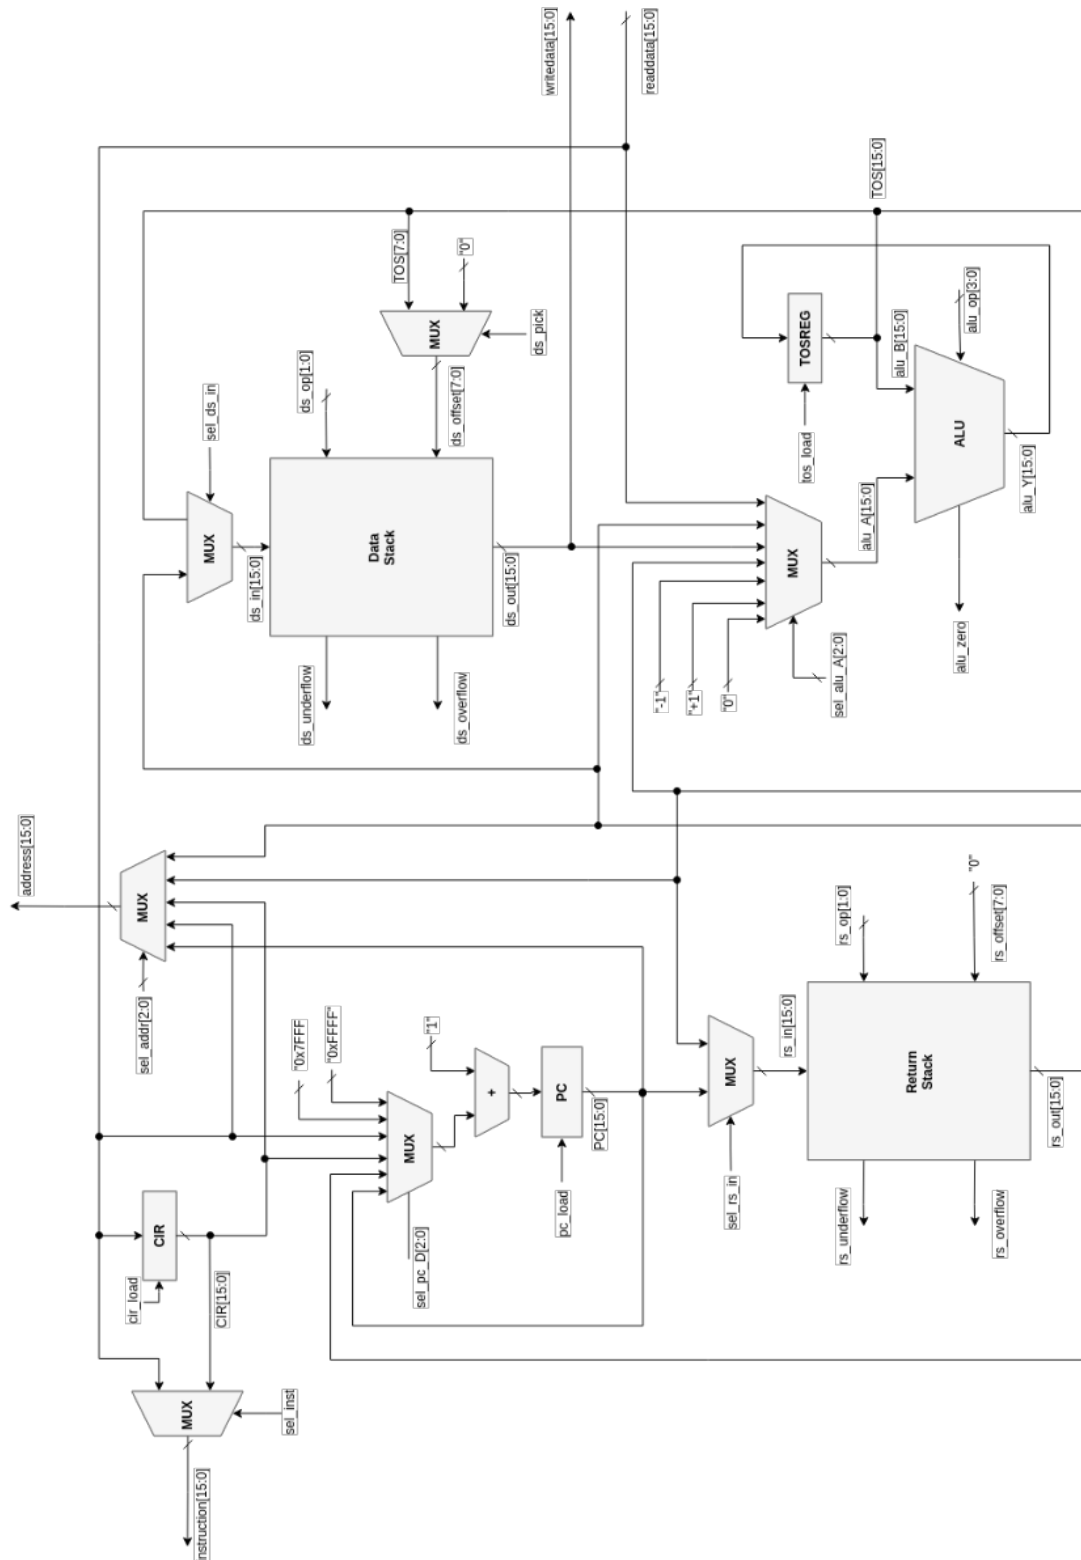 writedata[15:0]
readdata[15:0]
TOS[15:0]
TOS[7:0]
"0"
MUX
ds_pick
ds_op[1:0]
ds_offset[7:0]
sel_ds_in
MUX
ds_in[15:0]
Data
Stack
ds_out[15:0]
ds_underflow
ds_overflow
TOSREG
tos_load
alu_B[15:0]
alu_op[3:0]
ALU
alu_A[15:0]
alu_Y[15:0]
alu_zero
MUX
"-1"
"+1"
"0"
sel_alu_A[2:0]
address[15:0]
MUX
sel_addr[2:0]
"0x7FFF"
"0xFFFF"
"1"
MUX
+
PC
PC[15:0]
pc_load
sel_pc_D[2:0]
CIR
cir_load
CIR[15:0]
MUX
sel_inst
nstruction[15:0]
MUX
sel_rs_in
rs_in[15:0]
rs_op[1:0]
"0"
rs_offset[7:0]
Return
Stack
rs_out[15:0]
rs_underflow
rs_overflow